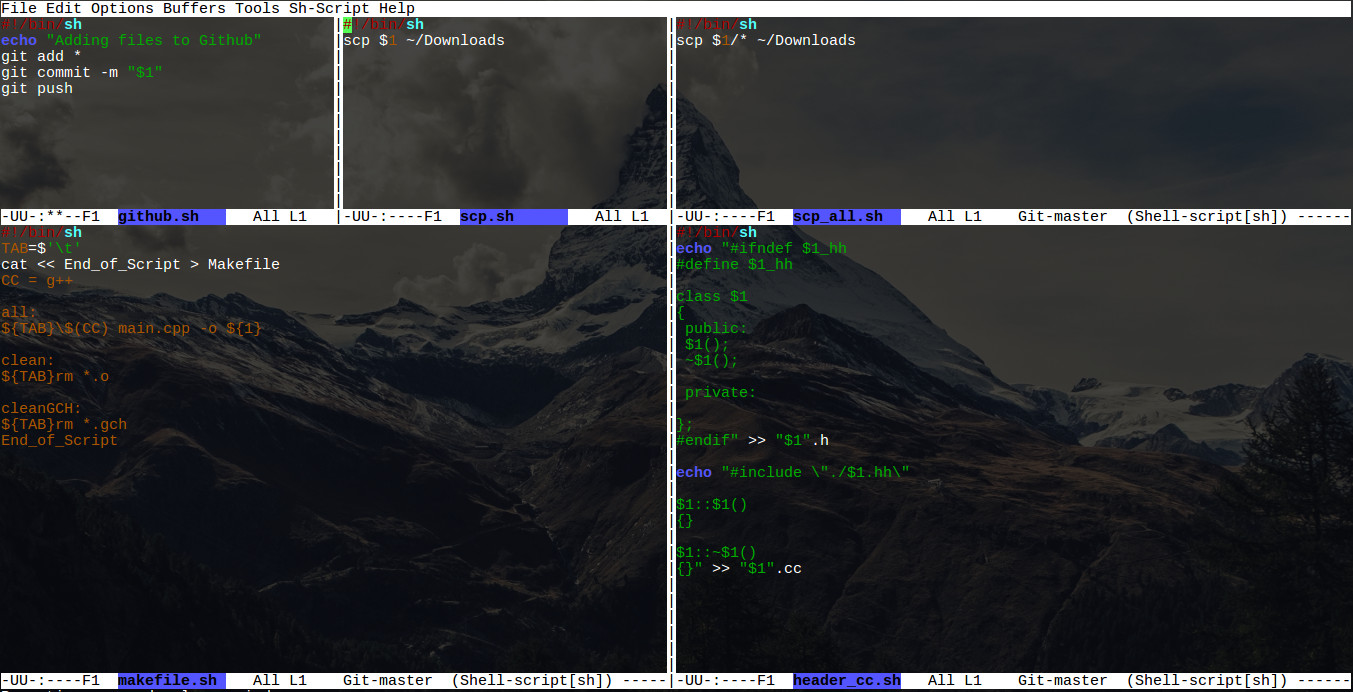 File Edit Options Buffers Tools Sh-Script Help
#!/bin/sh
echo "Adding files to Github"
git add *
git commit -m "$1"
git push
-UU-:**--F1  github.sh      All L1
#!/bin/sh
scp $1 ~/Downloads
-UU-:----F1  scp.sh         All L1
#!/bin/sh
scp $1/* ~/Downloads
-UU-:----F1  scp_all.sh     All L1    Git-master  (Shell-script[sh]) ------
#!/bin/sh
TAB=$'\t'
cat << End_of_Script > Makefile
CC = g++
all:
${TAB}\$(CC) main.cpp -o ${1}
clean:
${TAB}rm *.o
cleanGCH:
${TAB}rm *.gch
End_of_Script
-UU-:----F1  makefile.sh    All L1    Git-master  (Shell-script[sh]) -----
#!/bin/sh
echo "#ifndef $1_hh
#define $1_hh
class $1
{
 public:
 $1();
 ~$1();
 private:
};
#endif" >> "$1".h
echo "#include \"./$1.hh\"
$1::$1()
{}
$1::~$1()
{}" >> "$1".cc
-UU-:----F1  header_cc.sh   All L1    Git-master  (Shell-script[sh]) ------